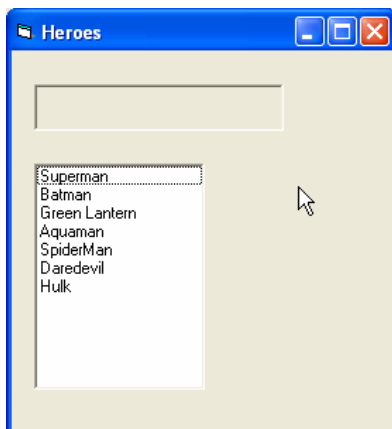 Heroes
Superman
Batman
Green Lantern
Aquaman
SpiderMan
Daredevil
Hulk